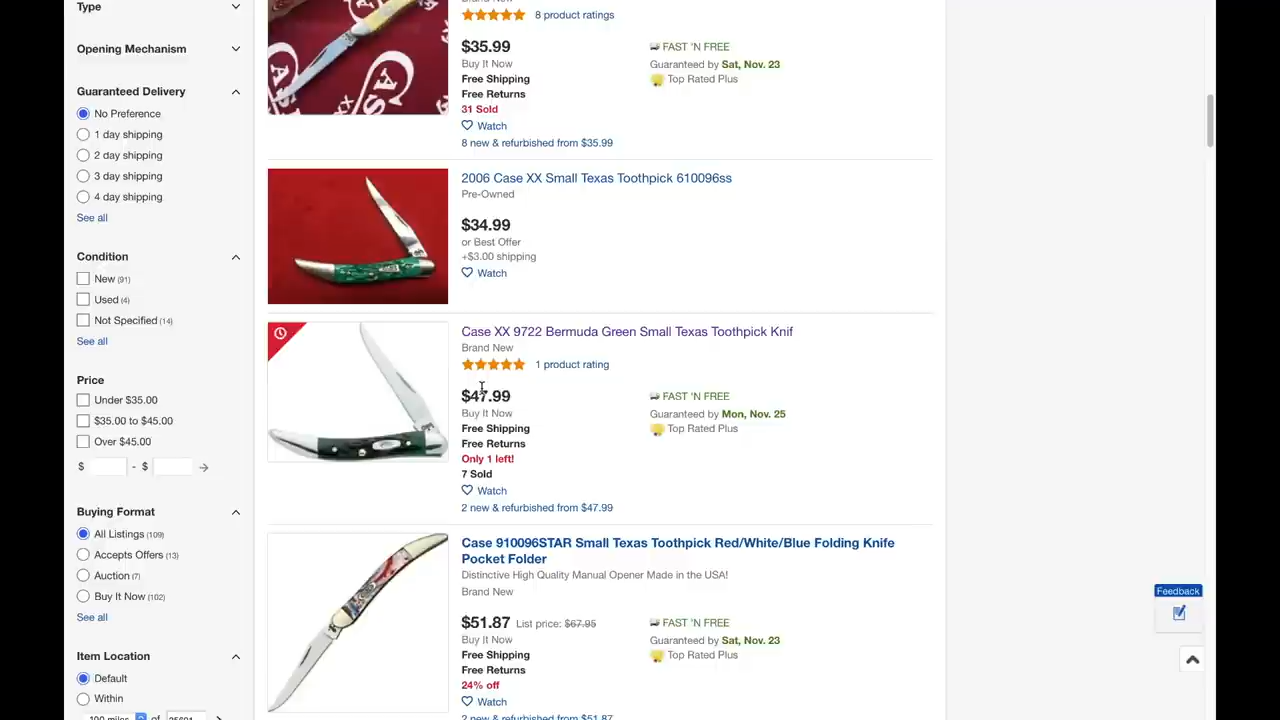 Type
Opening Mechanism
Guaranteed Delivery
No Preference
1 day shipping
2 day shipping
3 day shipping
4 day shipping
See all
Condition
New (91)
Used (4)
Not Specified (14)
See all
Price
Under $35.00
$35.00 to $45.00
Over $45.00
$ - $
Buying Format
All Listings (109)
Accepts Offers (13)
Auction (7)
Buy It Now (102)
See all
Item Location
Default
Within
100 miles of
8 product ratings
$35.99
Buy It Now
Free Shipping
Free Returns
31 Sold
Watch
8 new & refurbished from $35.99
FAST 'N FREE
Guaranteed by Sat, Nov. 23
Top Rated Plus
2006 Case XX Small Texas Toothpick 610096ss
Pre-Owned
$34.99
or Best Offer
+$3.00 shipping
Watch
Case XX 9722 Bermuda Green Small Texas Toothpick Knif
Brand New
1 product rating
$47.99
Buy It Now
Free Shipping
Free Returns
Only 1 left!
7 Sold
Watch
2 new & refurbished from $47.99
FAST 'N FREE
Guaranteed by Mon, Nov. 25
Top Rated Plus
Case 910096STAR Small Texas Toothpick Red/White/Blue Folding Knife
Pocket Folder
Distinctive High Quality Manual Opener Made in the USA!
Brand New
$51.87 List price: $67.95
Buy It Now
Free Shipping
Free Returns
24% off
Watch
2 new & refurbished from $51.87
FAST 'N FREE
Guaranteed by Sat, Nov. 23
Top Rated Plus
Feedback